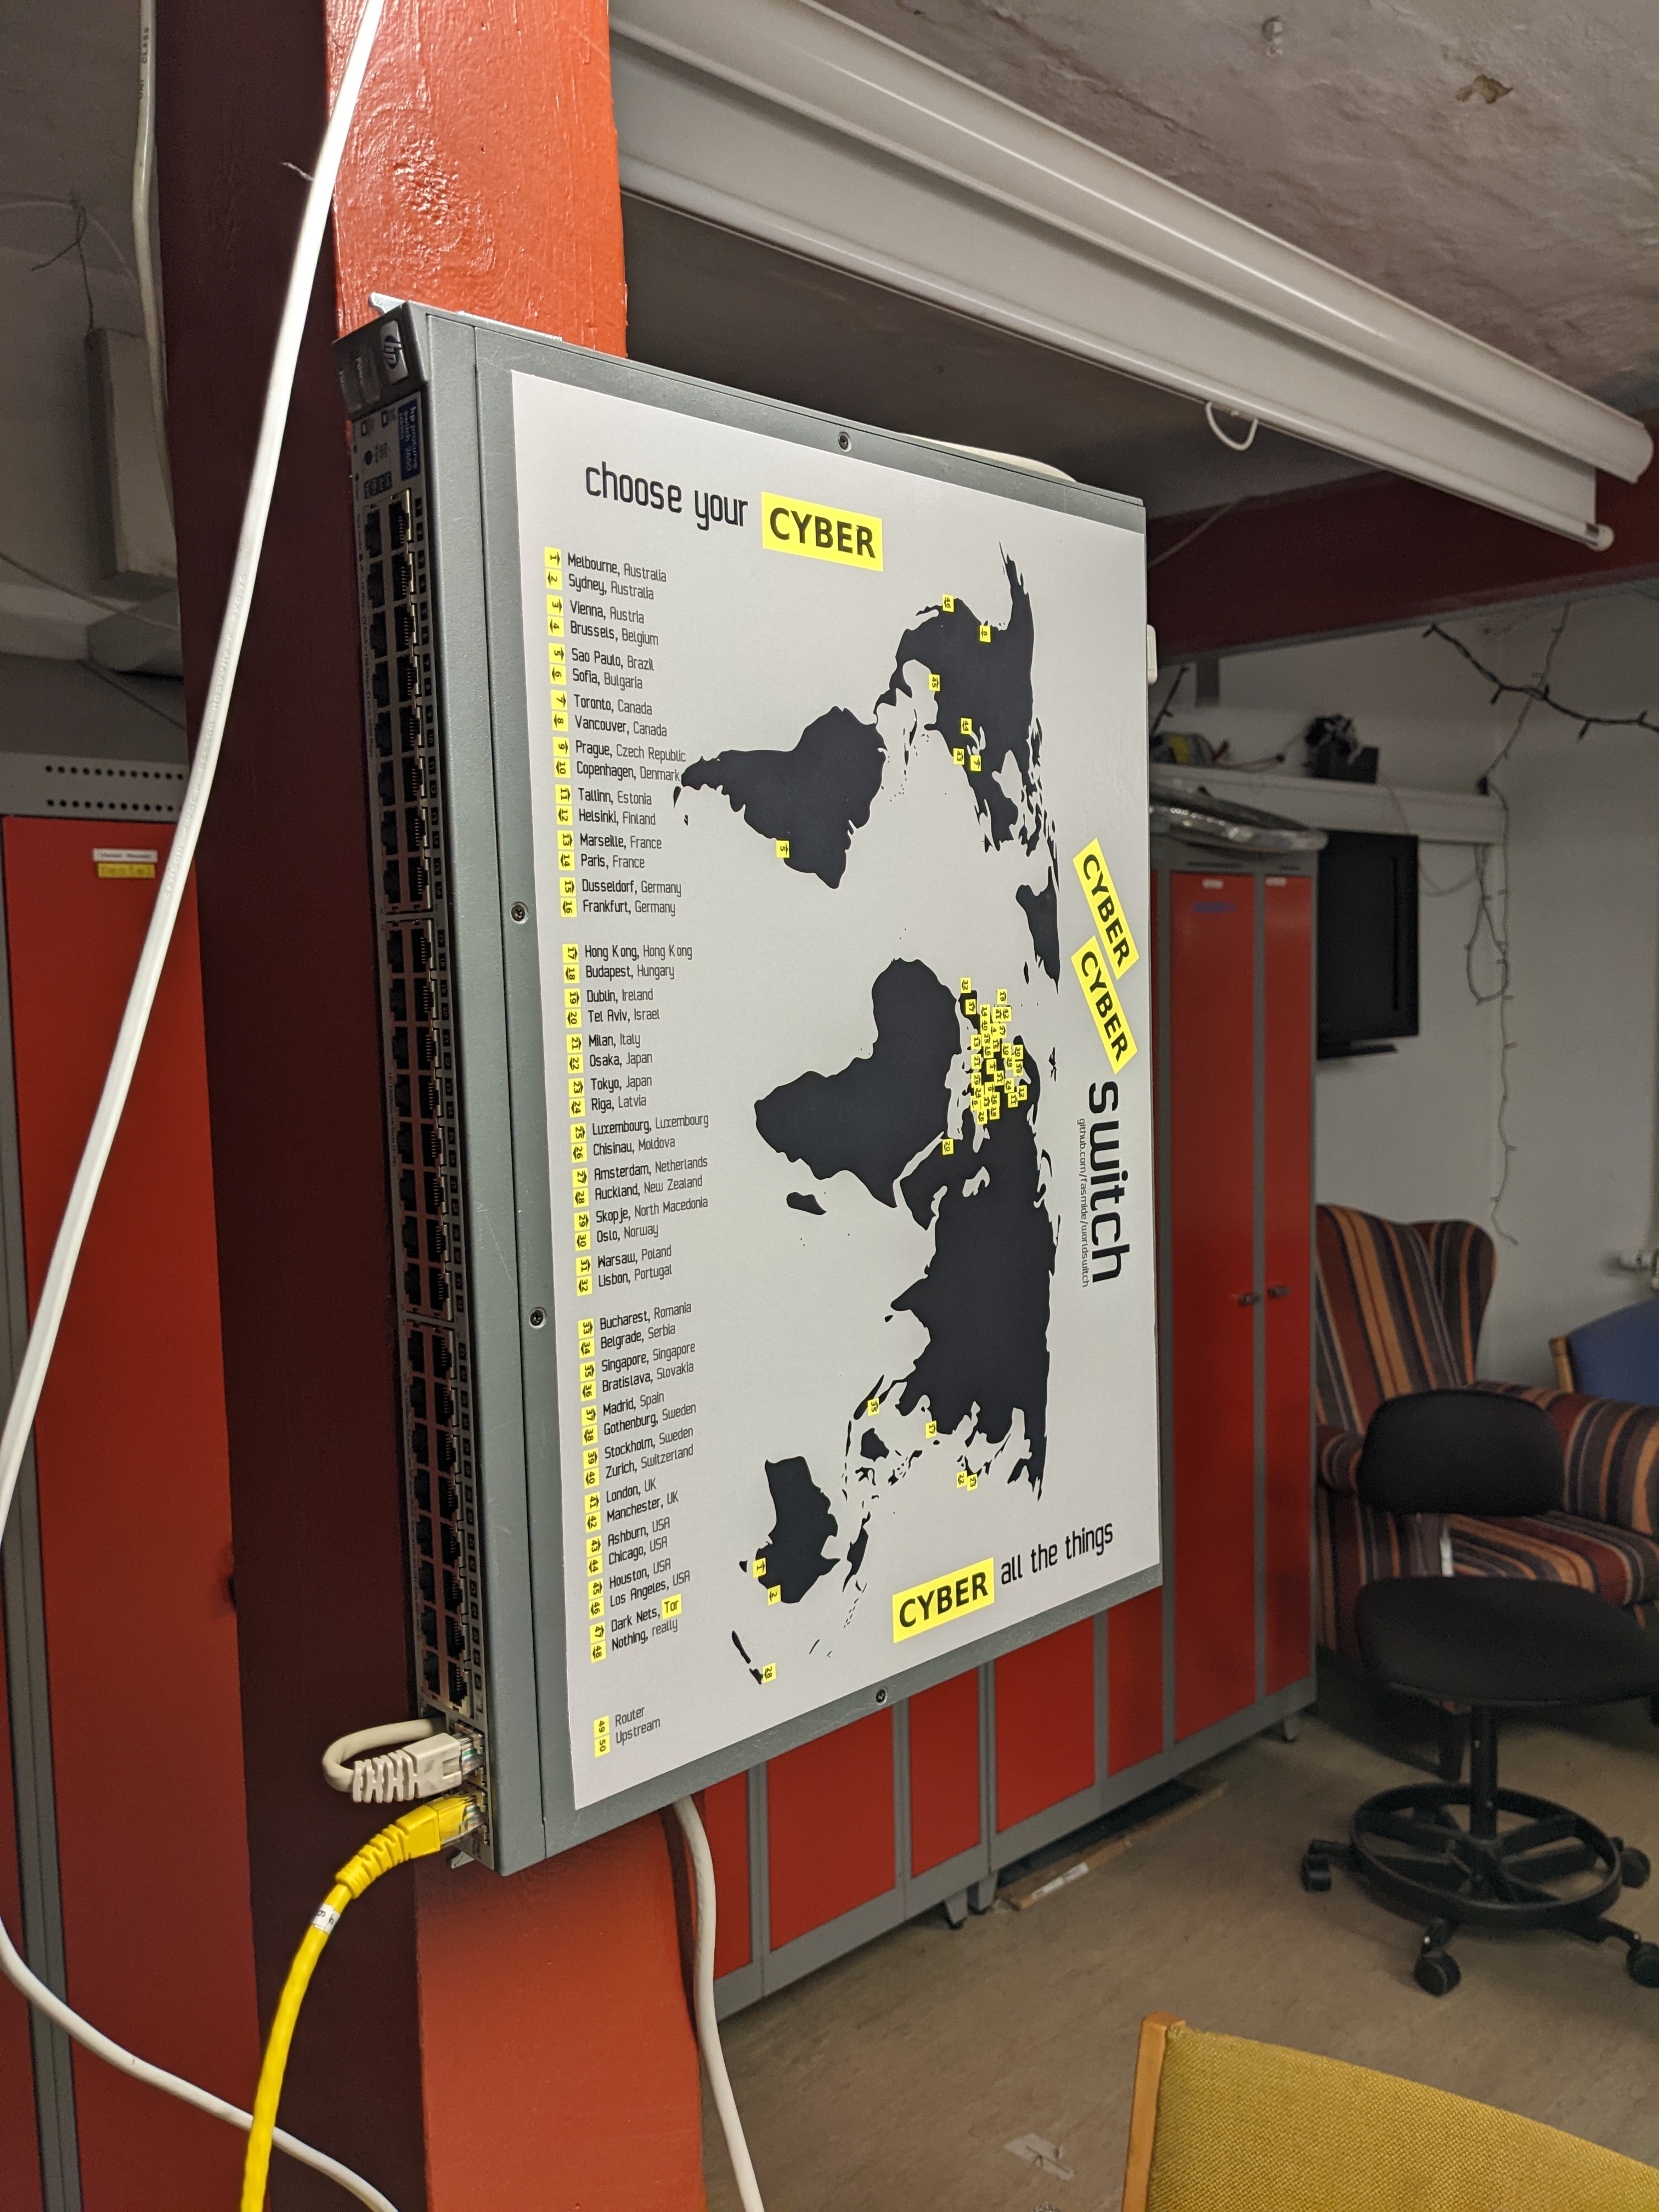 hp
hp procurve
switch 2650
choose your CYBER
1 Melbourne, Australia
2 Sydney, Australia
3 Vienna, Austria
4 Brussels, Belgium
5 Sao Paulo, Brazil
6 Sofia, Bulgaria
7 Toronto, Canada
8 Vancouver, Canada
9 Prague, Czech Republic
10 Copenhagen, Denmark
11 Tallinn, Estonia
12 Helsinki, Finland
13 Marseille, France
14 Paris, France
15 Dusseldorf, Germany
16 Frankfurt, Germany
17 Hong Kong, Hong Kong
18 Budapest, Hungary
19 Dublin, Ireland
20 Tel Aviv, Israel
21 Milan, Italy
22 Osaka, Japan
23 Tokyo, Japan
24 Riga, Latvia
25 Luxembourg, Luxembourg
26 Chisinau, Moldova
27 Amsterdam, Netherlands
28 Auckland, New Zealand
29 Skopje, North Macedonia
30 Oslo, Norway
31 Warsaw, Poland
32 Lisbon, Portugal
33 Bucharest, Romania
34 Belgrade, Serbia
35 Singapore, Singapore
36 Bratislava, Slovakia
37 Madrid, Spain
38 Gothenburg, Sweden
39 Stockholm, Sweden
40 Zurich, Switzerland
41 London, UK
42 Manchester, UK
43 Ashburn, USA
44 Chicago, USA
45 Houston, USA
46 Los Angeles, USA
47 Dark Nets, Tor
48 Nothing, really
49 Router
50 Upstream
CYBER
CYBER
switch
github.com/fasmide/worldswitch
CYBER all the things